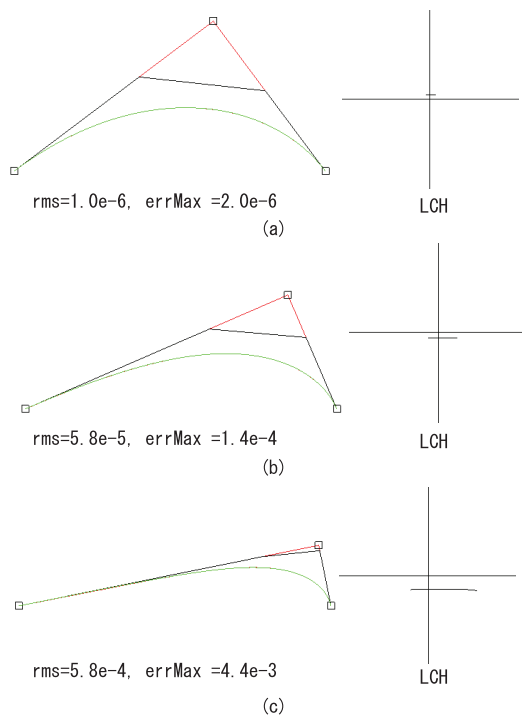 LCH
rms=1.0e-6, errMax =2.0e-6
(a)
LCH
rms=5.8e-5, errMax =1.4e-4
(b)
LCH
rms=5.8e-4, errMax =4.4e-3
(c)